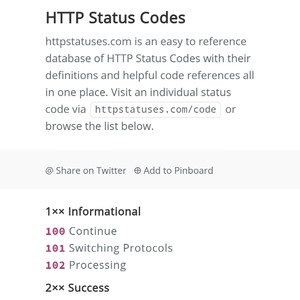 HTTP Status Codes
httpstatuses.com is an easy to reference
database of HTTP Status Codes with their
definitions and helpful code references all
in one place. Visit an individual status
code via httpstatuses.com/code or
browse the list below.
@ Share on Twitter ⊕ Add to Pinboard
1×× Informational
100 Continue
101 Switching Protocols
102 Processing
2×× Success